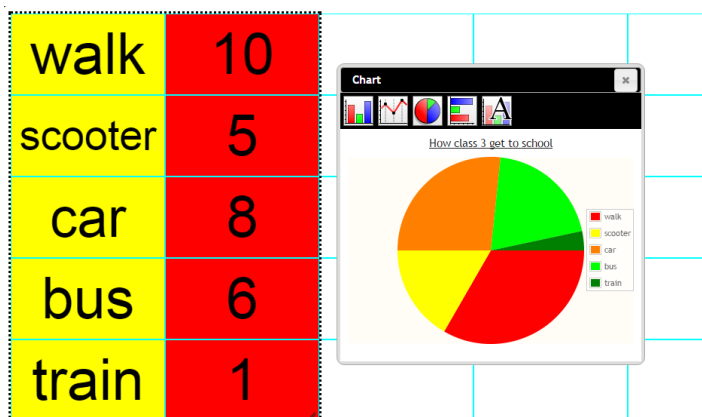 walk 10
scooter 5
car 8
bus 6
train 1
Chart
A
How class 3 get to school
walk
scooter
car
bus
train